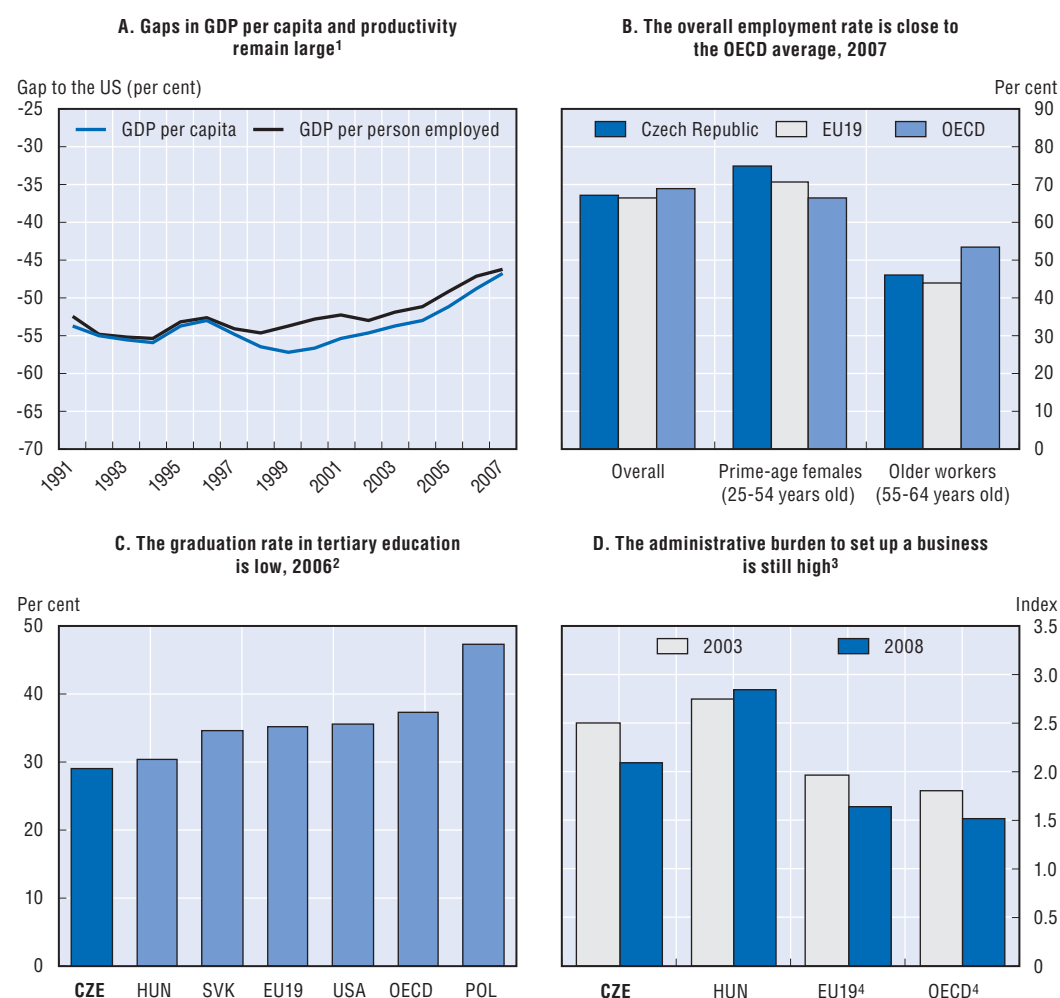 A. Gaps in GDP per capita and productivity
remain large1
Gap to the US (per cent)
-25
-30
-35
-40
-45
-50
-55
-60
-65
-70
GDP per capita
GDP per person employed
1991
1993
1995
1997
1999
2001
2003
2005
2007
B. The overall employment rate is close to
the OECD average, 2007
Per cent
90
80
70
60
50
40
30
20
10
0
Czech Republic
EU19
OECD
Overall
Prime-age females
(25-54 years old)
Older workers
(55-64 years old)
C. The graduation rate in tertiary education
is low, 20062
Per cent
50
40
30
20
10
0
CZE
HUN
SVK
EU19
USA
OECD
POL
D. The administrative burden to set up a business
is still high3
Index
3.5
3.0
2.5
2.0
1.5
1.0
0.5
0
2003
2008
CZE
HUN
EU194
OECD4